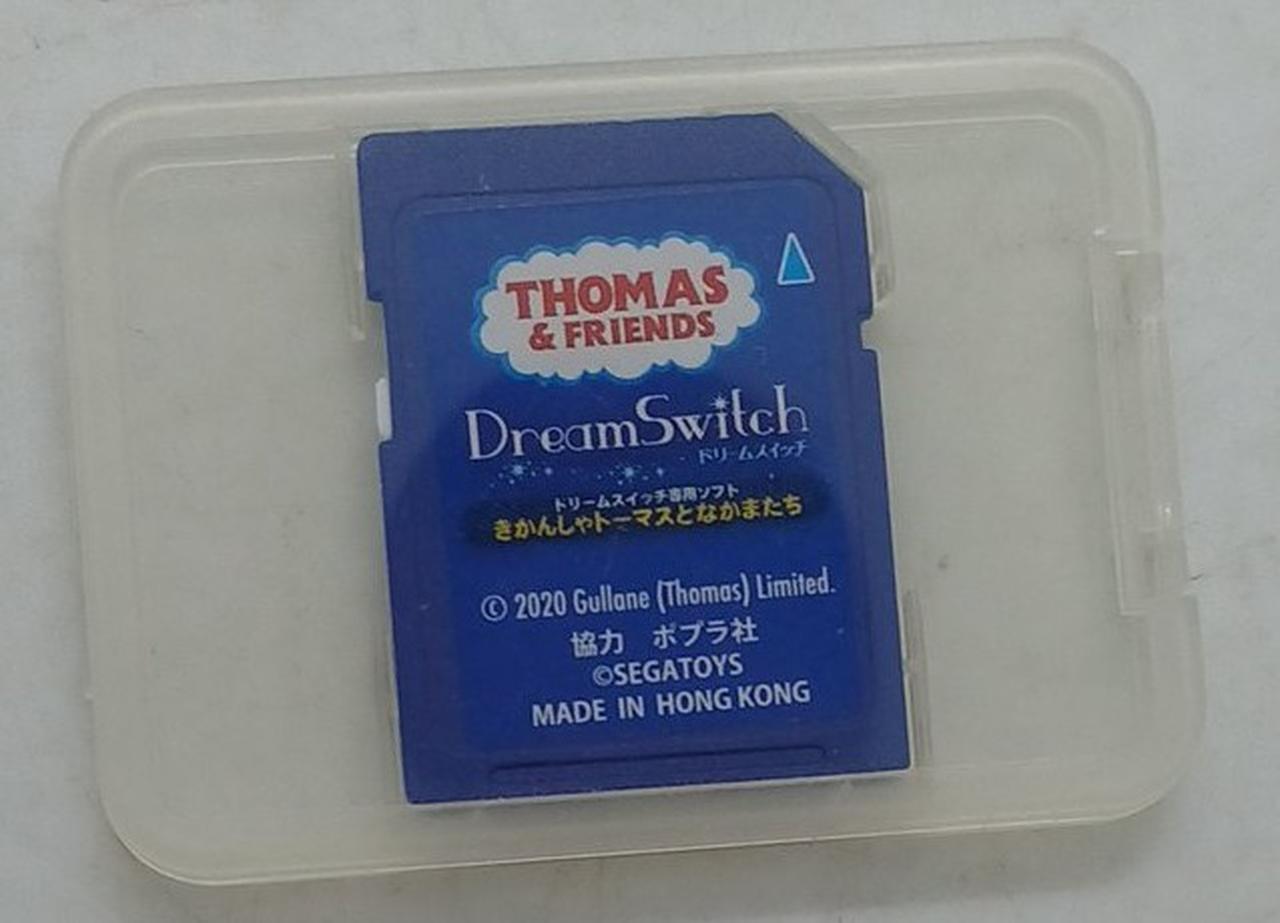 THOMAS
& FRIENDS
DreamSwitch
ドリームスイッチ
ドリームスイッチ専用ソフト
きかんしゃトーマスとなかまたち
© 2020 Gullane (Thomas) Limited.
協力 ポプラ社
©SEGATOYS
MADE IN HONG KONG